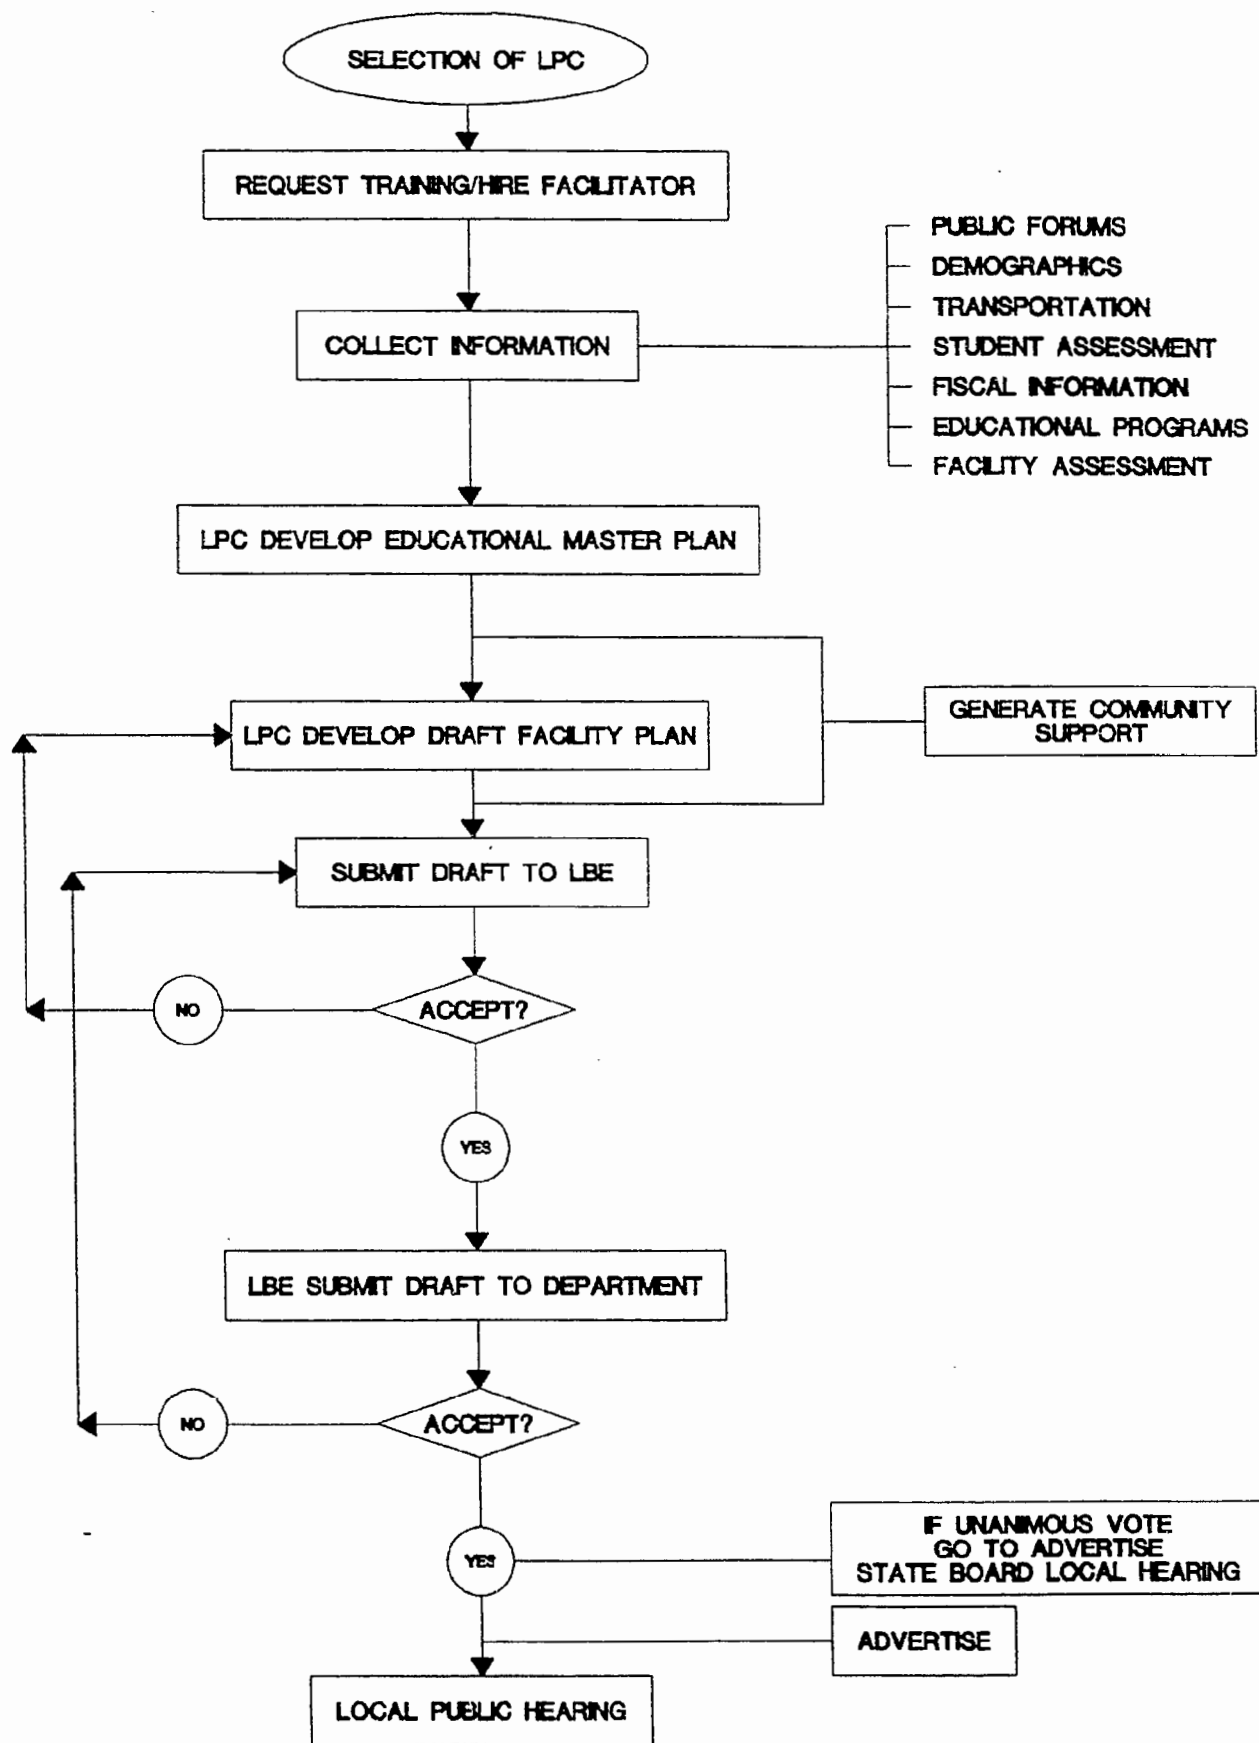 SELECTION OF LPC
REQUEST TRAINING/HIRE FACILITATOR
COLLECT INFORMATION
PUBLIC FORUMS
DEMOGRAPHICS
TRANSPORTATION
STUDENT ASSESSMENT
FISCAL INFORMATION
EDUCATIONAL PROGRAMS
FACILITY ASSESSMENT
LPC DEVELOP EDUCATIONAL MASTER PLAN
LPC DEVELOP DRAFT FACILITY PLAN
GENERATE COMMUNITY
SUPPORT
SUBMIT DRAFT TO LBE
ACCEPT?
NO
YES
LBE SUBMIT DRAFT TO DEPARTMENT
ACCEPT?
NO
YES
IF UNANIMOUS VOTE
GO TO ADVERTISE
STATE BOARD LOCAL HEARING
ADVERTISE
LOCAL PUBLIC HEARING